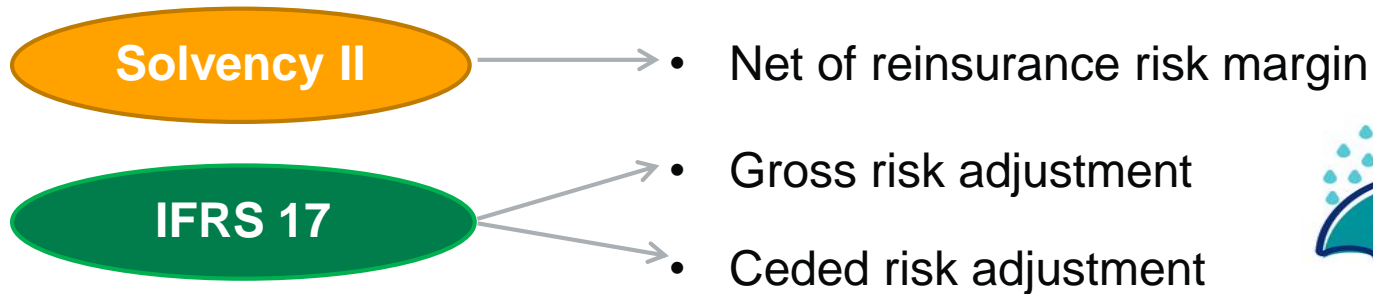 Solvency II
• Net of reinsurance risk margin
• Gross risk adjustment
IFRS 17
• Ceded risk adjustment